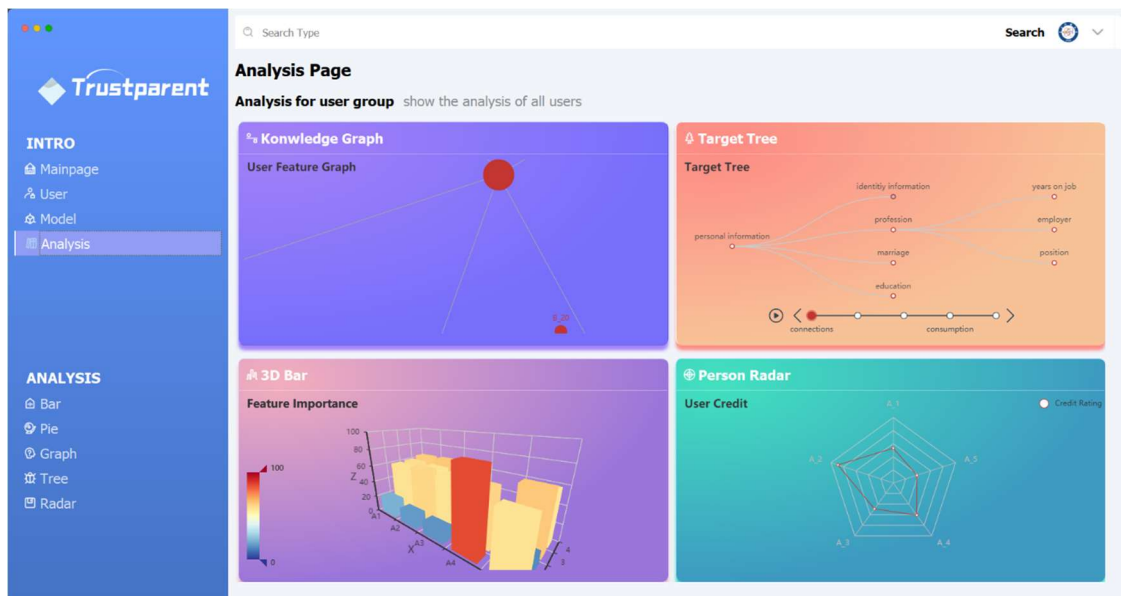 Search Type
Search
Trustparent
Analysis Page
Analysis for user group show the analysis of all users
INTRO
Mainpage
User
Model
Analysis
ANALYSIS
Bar
Pie
Graph
Tree
Radar
Konwledge Graph
User Feature Graph
B_20
Target Tree
Target Tree
identitiy information
years on job
profession
employer
personal information
marriage
position
education
connections
consumption
3D Bar
Feature Importance
100
80
60
Z
40
20
0
A1
A2
A3
X
A4
4
3
Y
100
0
Person Radar
User Credit
Credit Rating
A_1
A_2
A_5
A_3
A_4